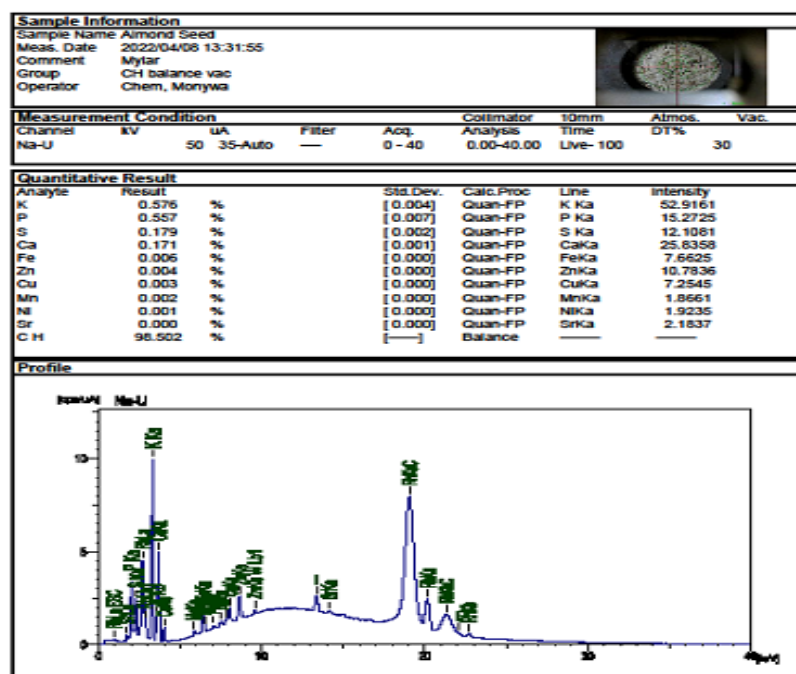 Sample Information
Sample Name Almond Seed
Meas. Date 2022/04/08 13:31:55
Comment Mylar
Group CH balance vac
Operator Chem, Monywa
Measurement Condition Collimator 10mm Atmos. Vac.
Channel kV uA Filter Acq. Analysis Time DT%
Na-U 50 35-Auto ---- 0 - 40 0.00-40.00 Live- 100 30
Quantitative Result
Analyte Result Std.Dev. Calc.Proc Line Intensity
K 0.576 % [ 0.004] Quan-FP K Ka 52.9161
P 0.557 % [ 0.007] Quan-FP P Ka 15.2725
S 0.179 % [ 0.002] Quan-FP S Ka 12.1081
Ca 0.171 % [ 0.001] Quan-FP CaKa 25.8358
Fe 0.006 % [ 0.000] Quan-FP FeKa 7.6625
Zn 0.004 % [ 0.000] Quan-FP ZnKa 10.7836
Cu 0.003 % [ 0.000] Quan-FP CuKa 7.2545
Mn 0.002 % [ 0.000] Quan-FP MnKa 1.8661
Ni 0.001 % [ 0.000] Quan-FP NiKa 1.9235
Sr 0.000 % [ 0.000] Quan-FP SrKa 2.1837
C H 98.502 % [----] Balance ---- ----
Profile
[cps/uA] Na-U
K Ka
10
5
0
0 10 20 30 40 [keV]